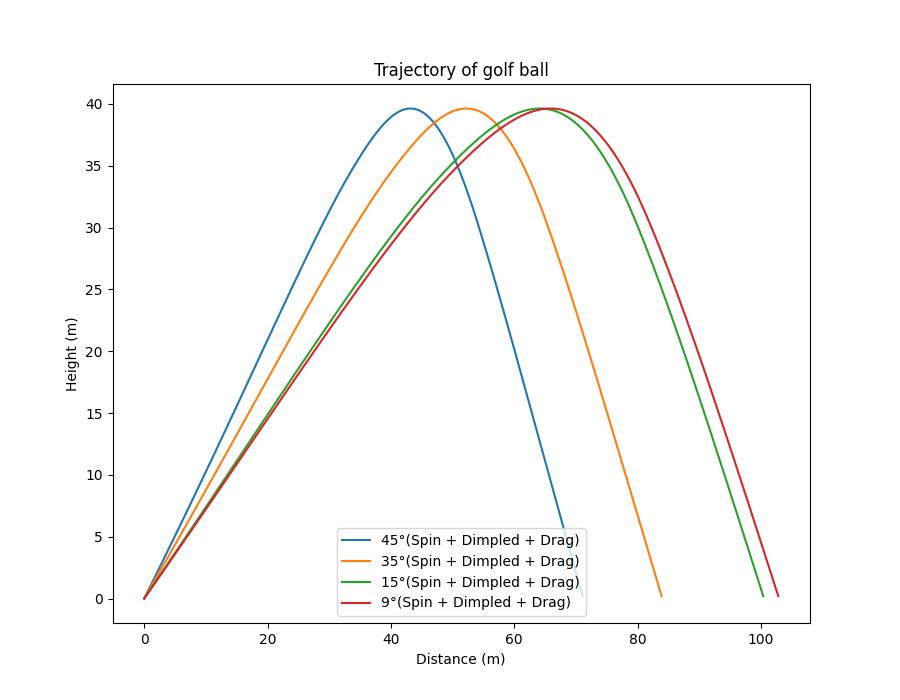 Trajectory of golf ball
Height (m)
40
35
30
25
20
15
10
5
0
45°(Spin + Dimpled + Drag)
35°(Spin + Dimpled + Drag)
15°(Spin + Dimpled + Drag)
9°(Spin + Dimpled + Drag)
0 20 40 60 80 100
Distance (m)